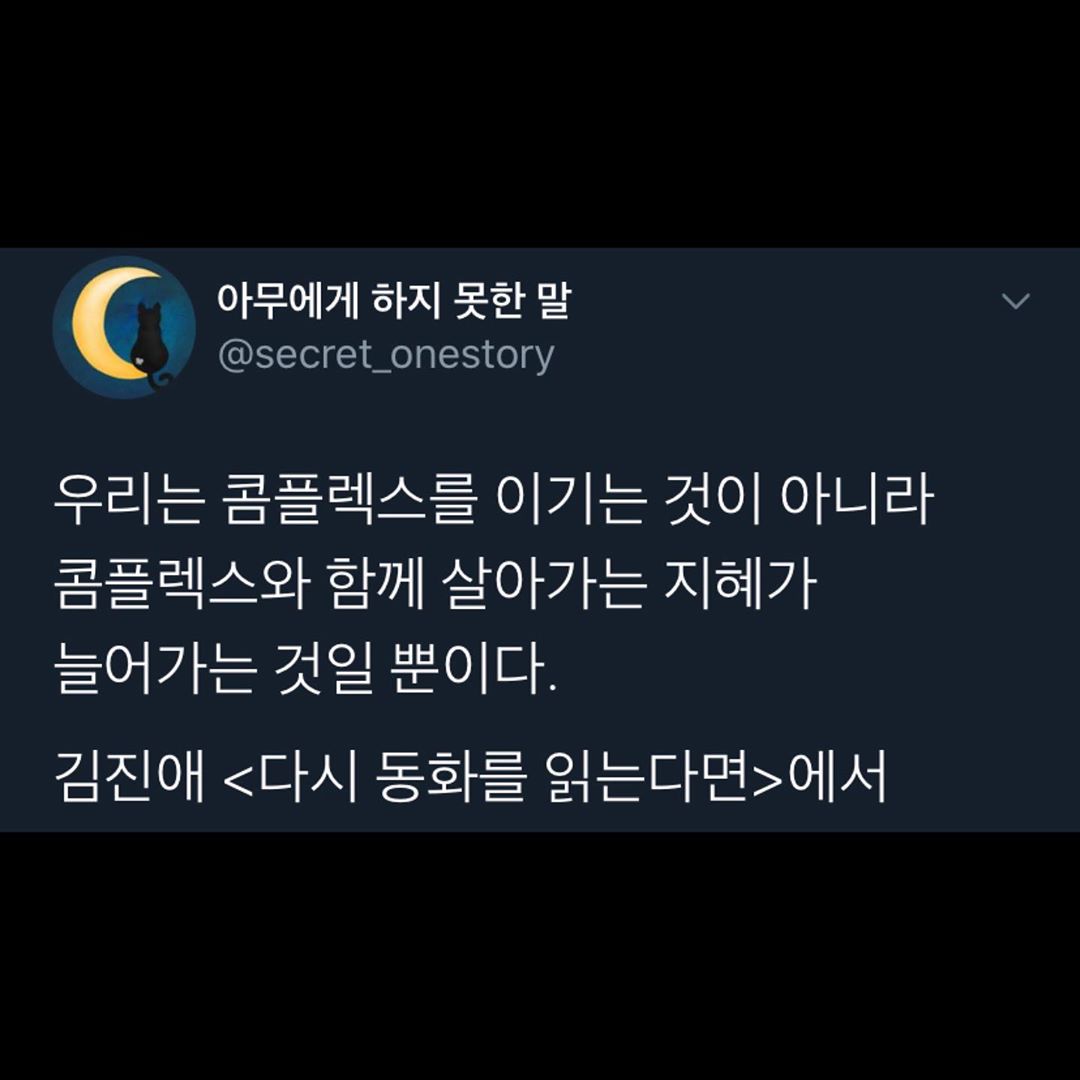 아무에게 하지 못한 말
@secret_onestory
우리는 콤플렉스를 이기는 것이 아니라
콤플렉스와 함께 살아가는 지혜가
늘어가는 것일 뿐이다.
김진애 <다시 동화를 읽는다면>에서